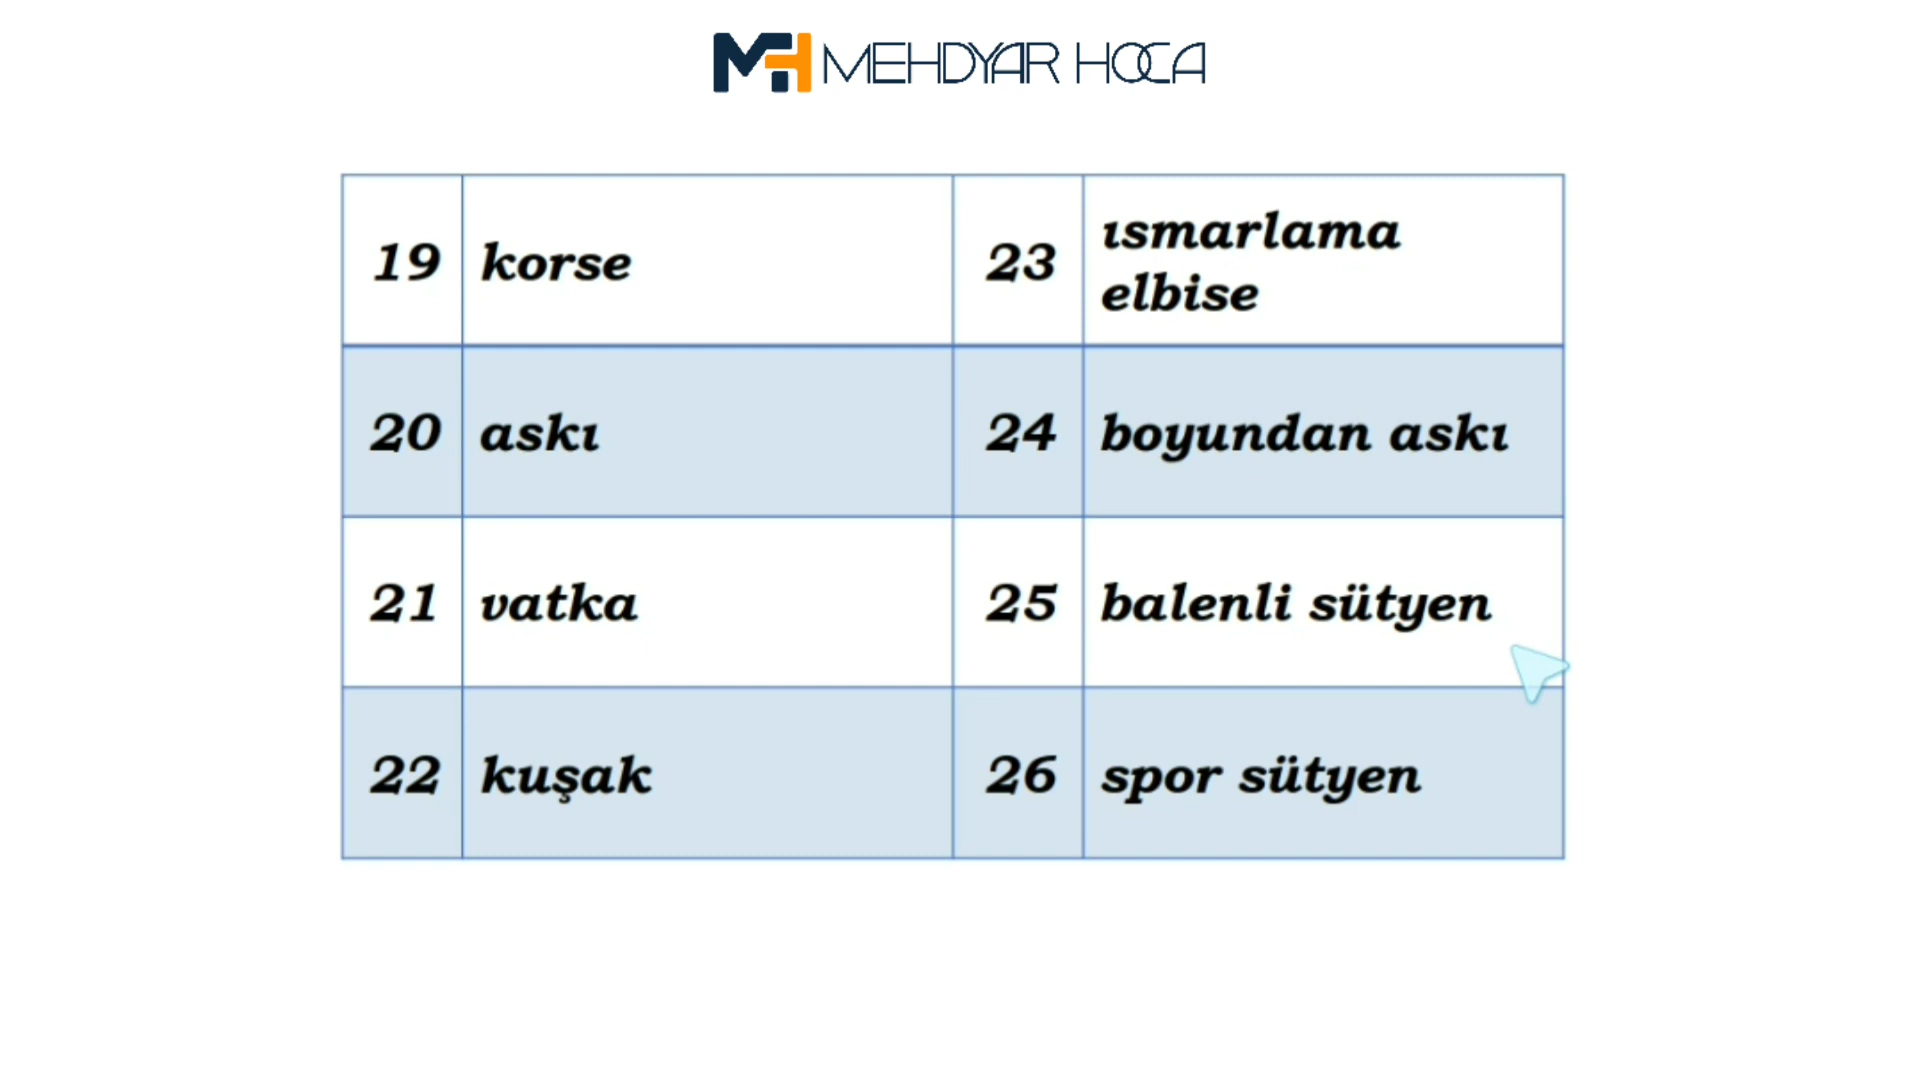 MEHDYAR HOCA
19 korse 23 ısmarlama
elbise
20 askı 24 boyundan askı
21 vatka 25 balenli sütyen
22 kuşak 26 spor sütyen